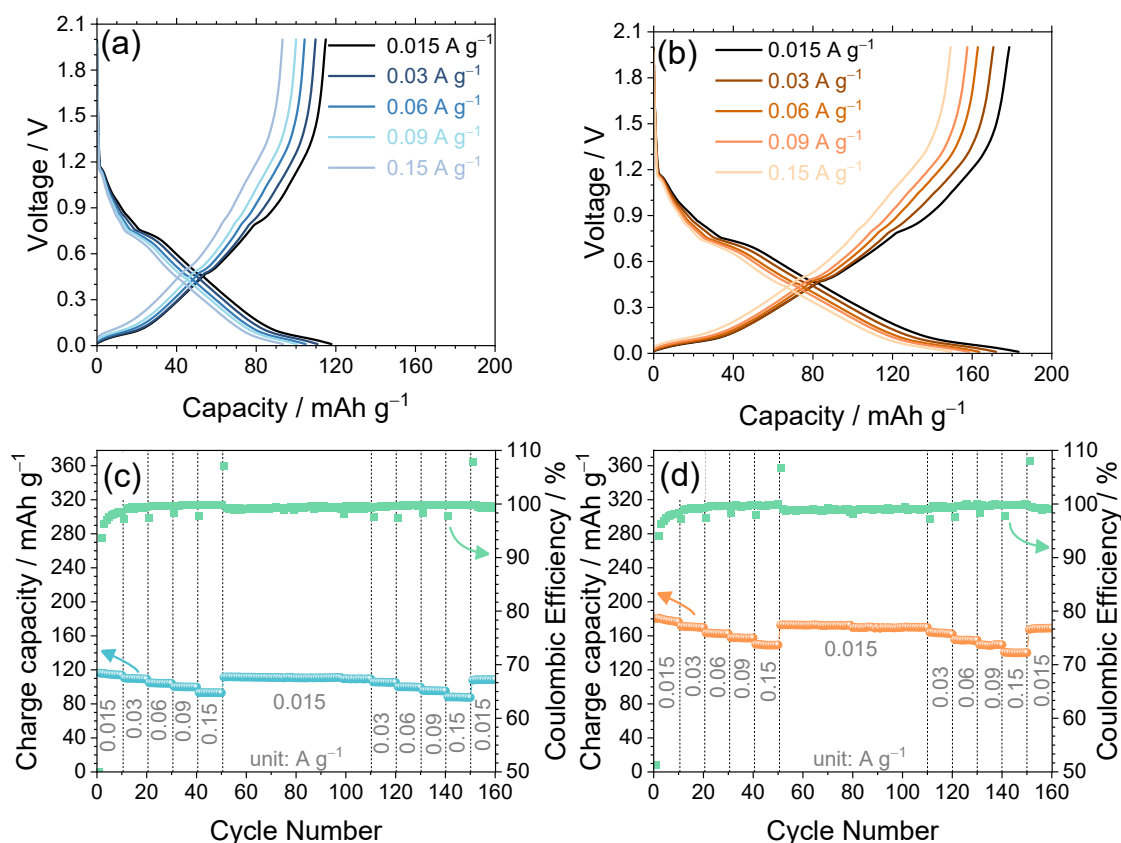 (a)
0.015 A g⁻¹
0.03 A g⁻¹
0.06 A g⁻¹
0.09 A g⁻¹
0.15 A g⁻¹
Voltage / V
2.1
1.8
1.5
1.2
0.9
0.6
0.3
0.0
0 40 80 120 160 200
Capacity / mAh g⁻¹
(b)
0.015 A g⁻¹
0.03 A g⁻¹
0.06 A g⁻¹
0.09 A g⁻¹
0.15 A g⁻¹
Voltage / V
2.1
1.8
1.5
1.2
0.9
0.6
0.3
0.0
0 40 80 120 160 200
Capacity / mAh g⁻¹
(c)
Charge capacity / mAh g⁻¹
360
320
280
240
200
160
120
80
40
0
0.015 0.03 0.06 0.09 0.15 0.015 0.03 0.06 0.09 0.15 0.015
unit: A g⁻¹
110
100
90
80
70
60
50
Coulombic Efficiency / %
0 20 40 60 80 100 120 140 160
Cycle Number
(d)
Charge capacity / mAh g⁻¹
360
320
280
240
200
160
120
80
40
0
0.015 0.03 0.06 0.09 0.15 0.015 0.03 0.06 0.09 0.15 0.015
unit: A g⁻¹
110
100
90
80
70
60
50
Coulombic Efficiency / %
0 20 40 60 80 100 120 140 160
Cycle Number